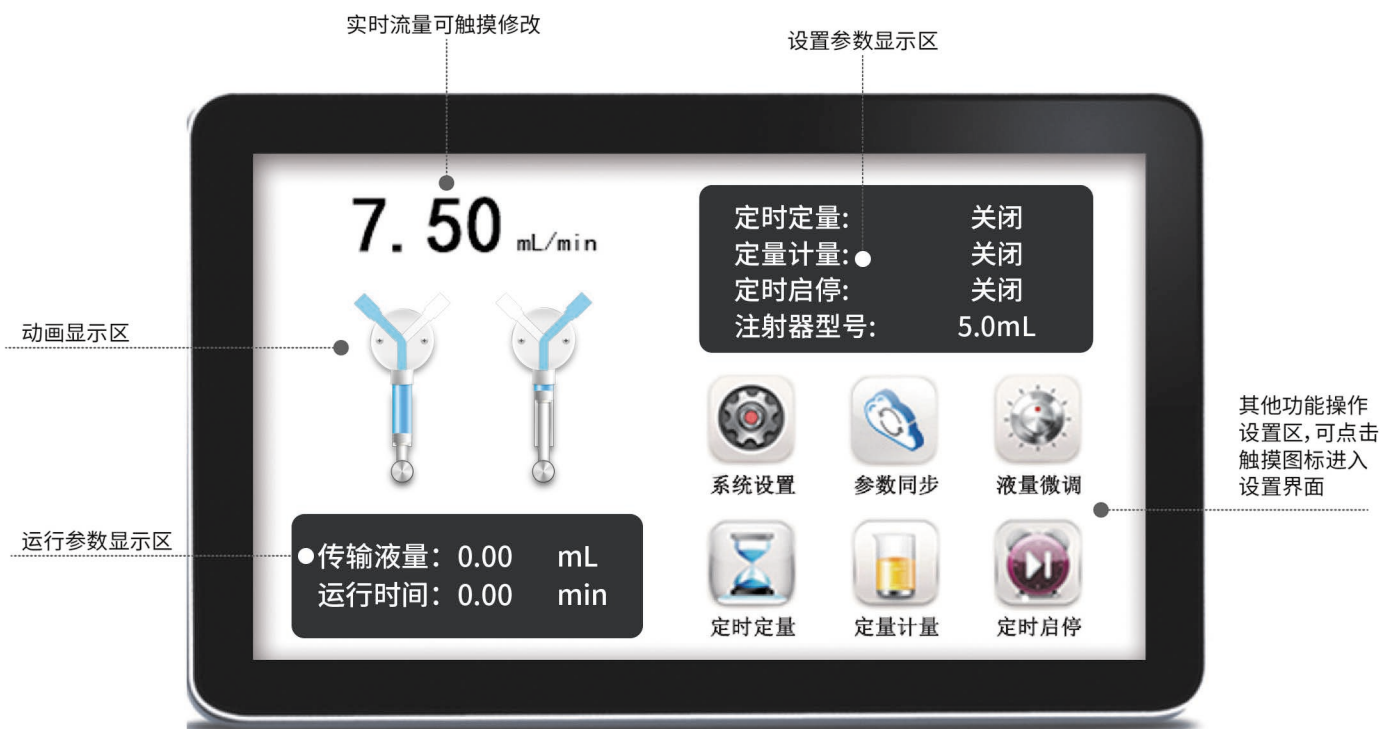 实时流量可触摸修改
设置参数显示区
7.50 mL/min
定时定量: 关闭
定量计量: 关闭
定时启停: 关闭
注射器型号: 5.0mL
动画显示区
其他功能操作
设置区,可点击
触摸图标进入
设置界面
系统设置 参数同步 液量微调
运行参数显示区
传输液量: 0.00 mL
运行时间: 0.00 min
定时定量 定量计量 定时启停